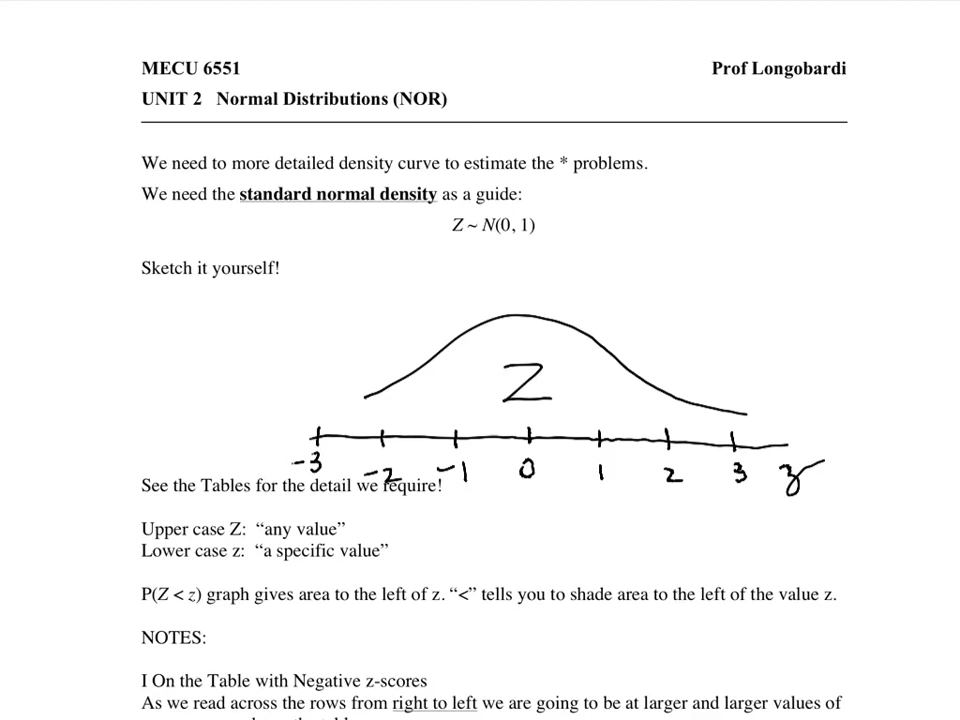 MECU 6551 Prof Longobardi
UNIT 2 Normal Distributions (NOR)
We need to more detailed density curve to estimate the * problems.
We need the standard normal density as a guide:
Z ~ N(0, 1)
Sketch it yourself!
Z
-3 -2 -1 0 1 2 3 z
See the Tables for the detail we require!
Upper case Z: “any value”
Lower case z: “a specific value”
P(Z < z) graph gives area to the left of z. “<” tells you to shade area to the left of the value z.
NOTES:
I On the Table with Negative z-scores
As we read across the rows from right to left we are going to be at larger and larger values of